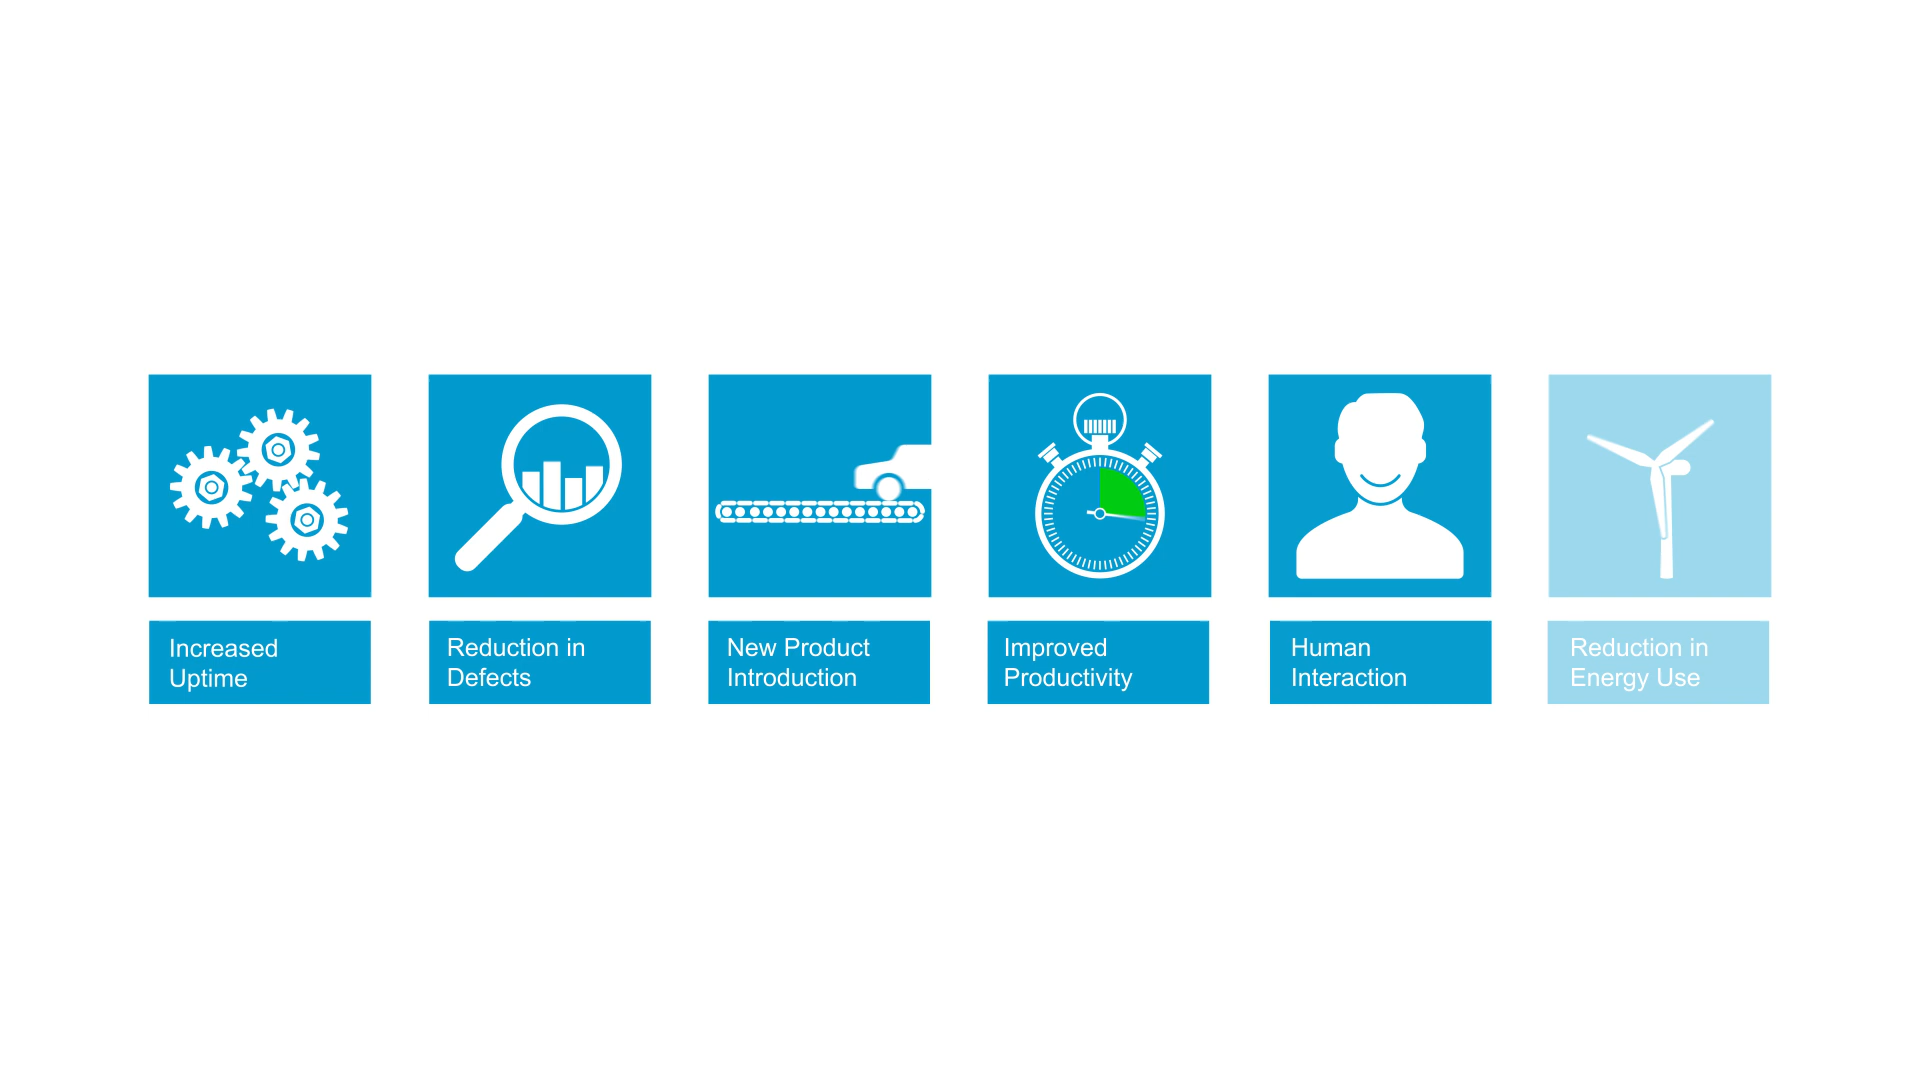 Increased
Uptime
Reduction in
Defects
New Product
Introduction
Improved
Productivity
Human
Interaction
Reduction in
Energy Use